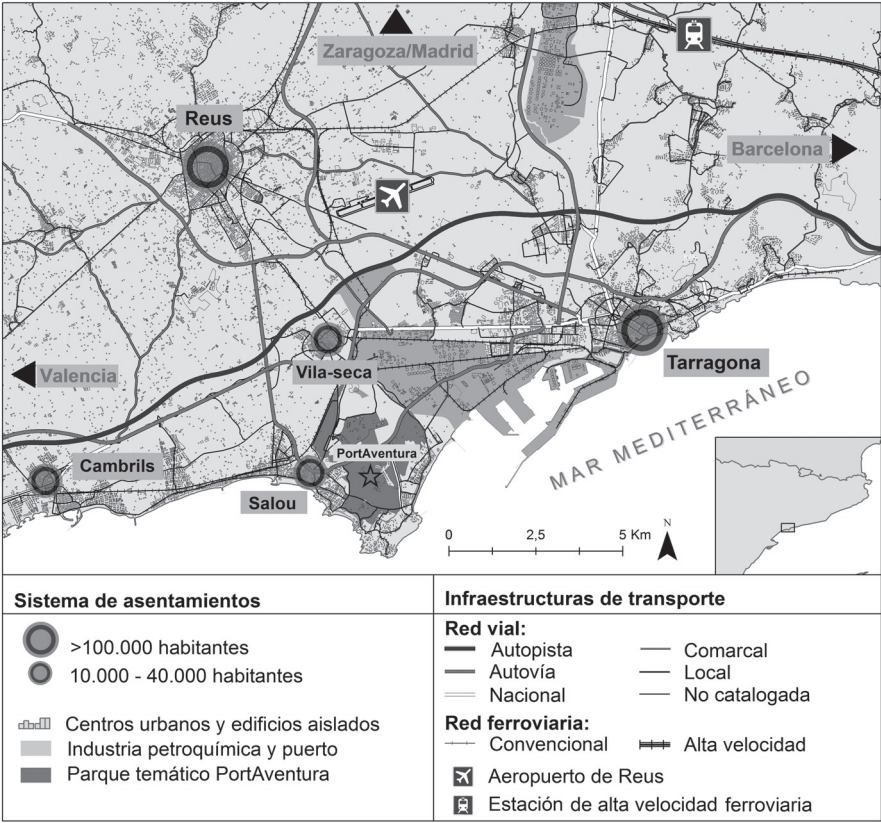 Zaragoza/Madrid
Reus
Barcelona
Valencia
Vila-seca
Tarragona
MAR MEDITERRÁNEO
Cambrils
PortAventura
Salou
0 2,5 5 Km
N
Sistema de asentamientos
>100.000 habitantes
10.000 - 40.000 habitantes
Centros urbanos y edificios aislados
Industria petroquímica y puerto
Parque temático PortAventura
Infraestructuras de transporte
Red vial:
Autopista
Comarcal
Autovía
Local
Nacional
No catalogada
Red ferroviaria:
Convencional
Alta velocidad
Aeropuerto de Reus
Estación de alta velocidad ferroviaria